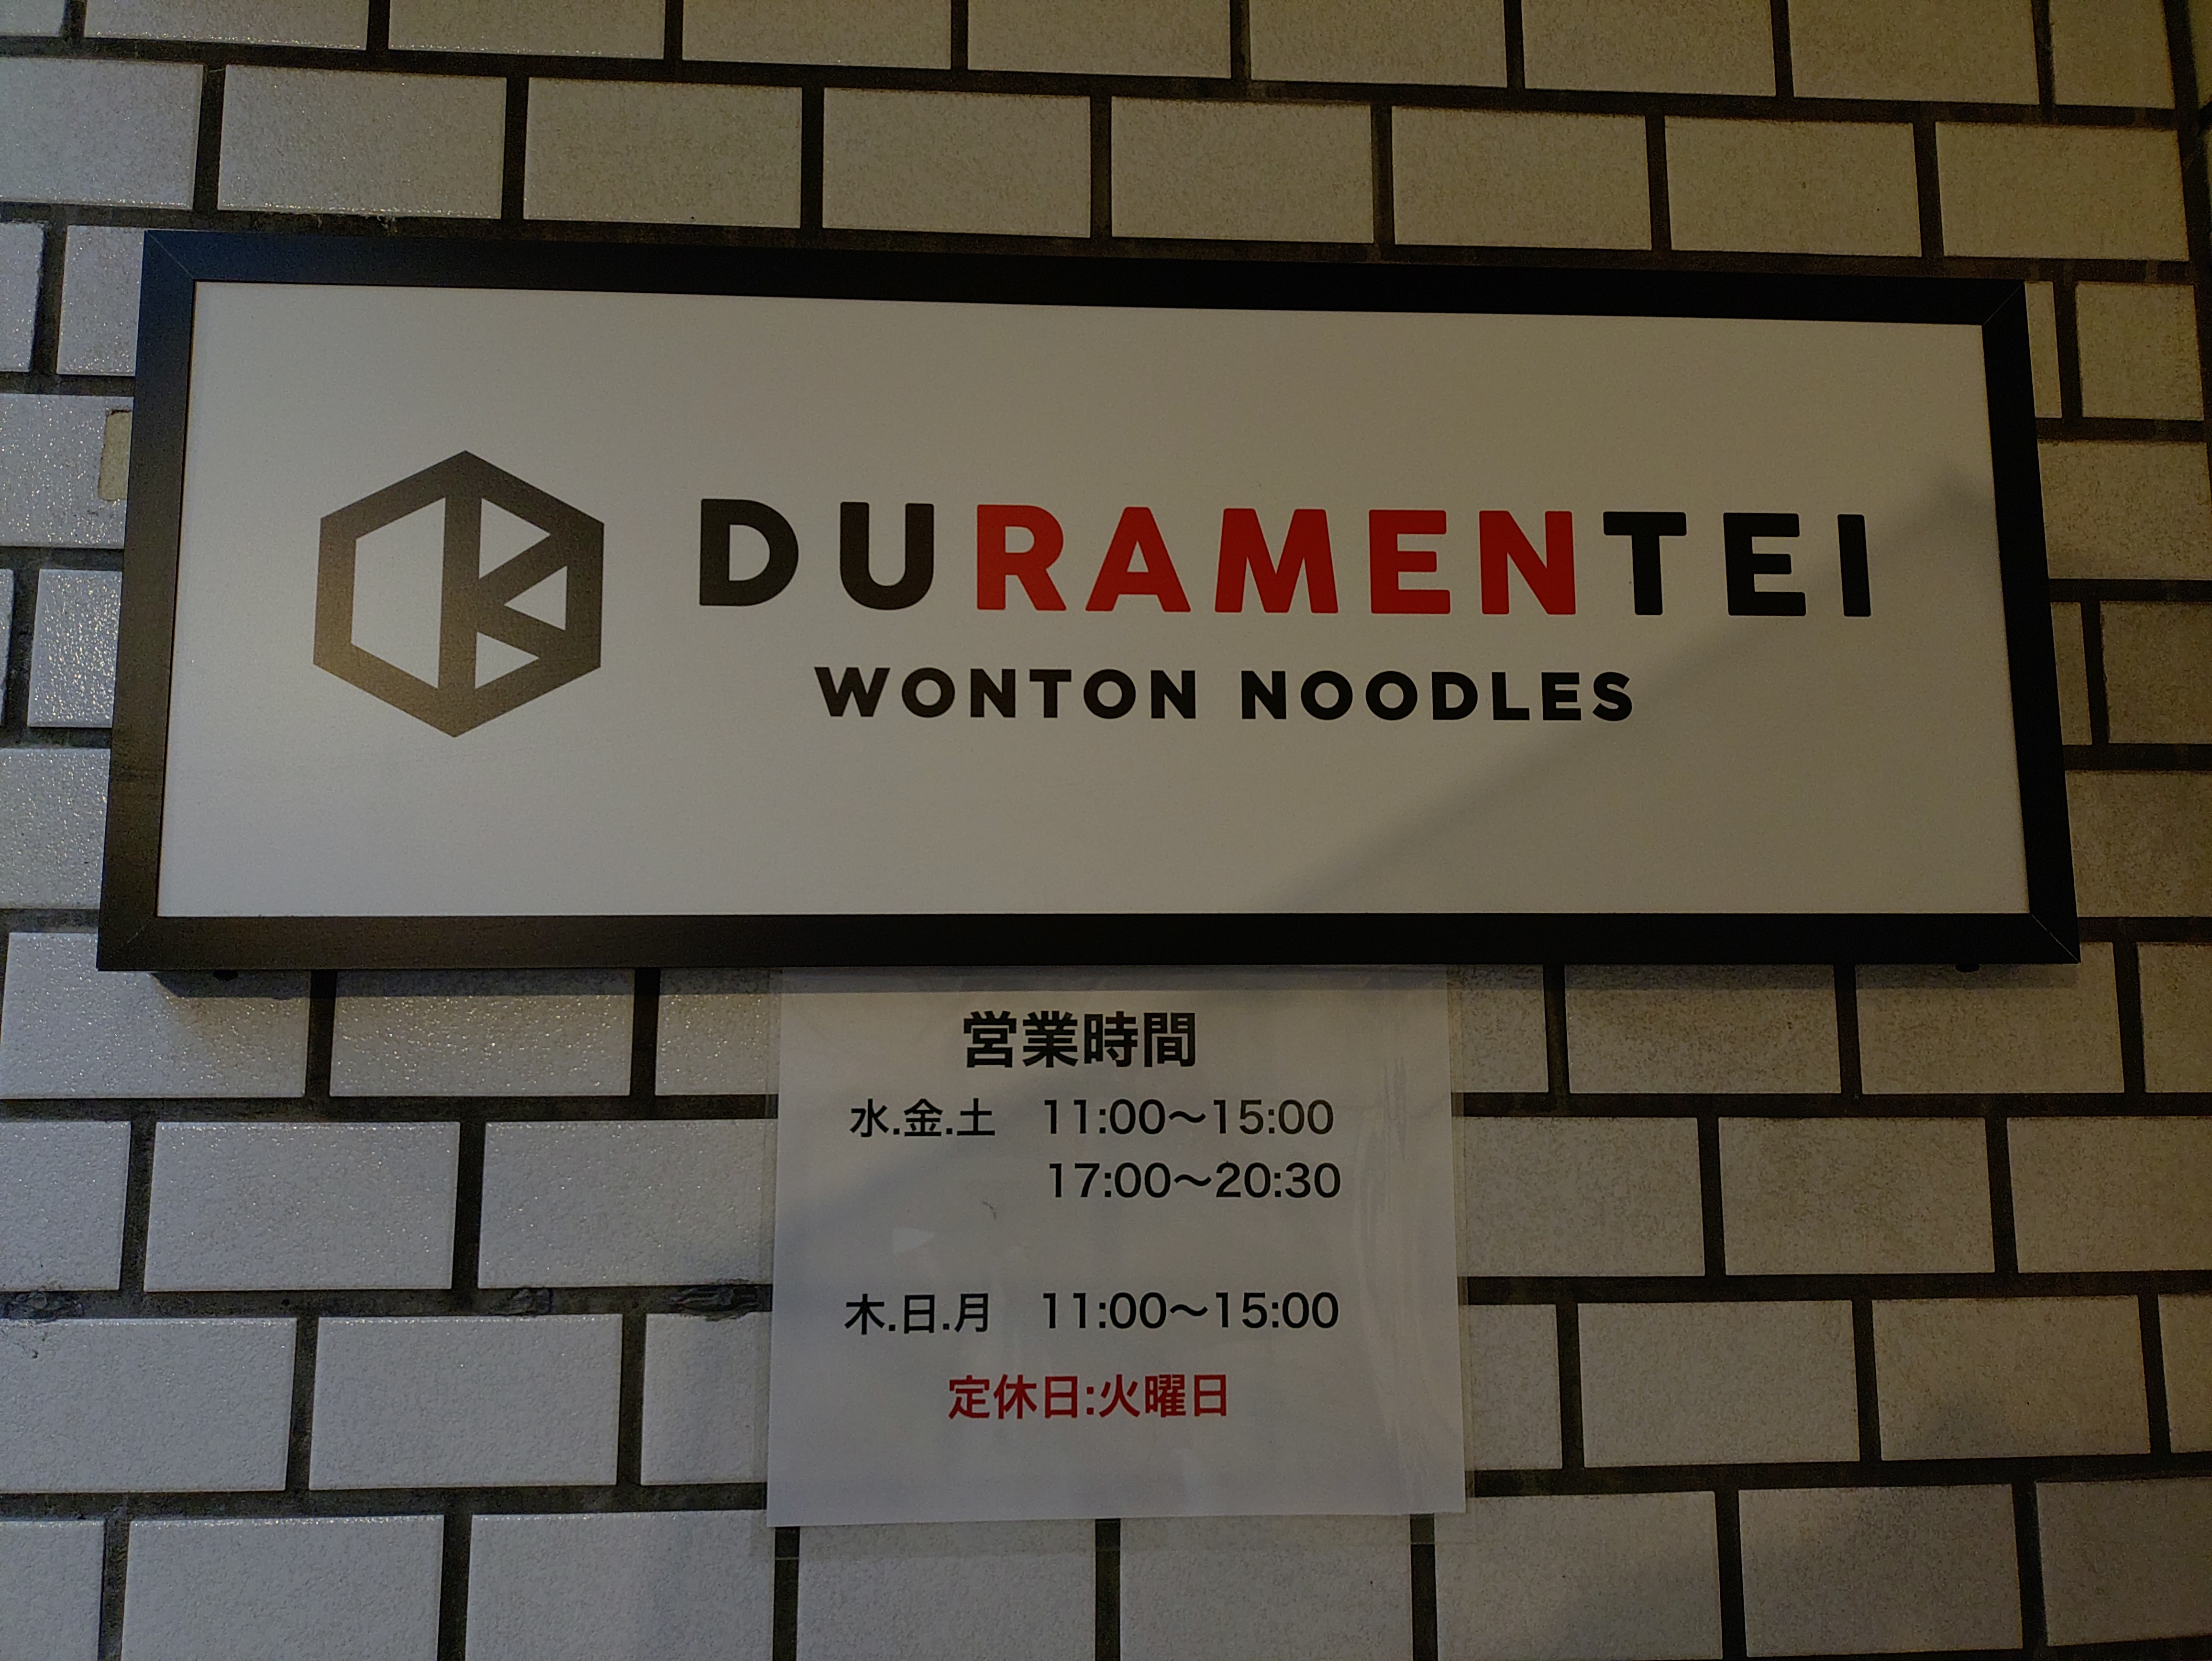 DURAMENTEI
WONTON NOODLES
営業時間
水.金.土 11:00〜15:00
17:00〜20:30
木.日.月 11:00〜15:00
定休日:火曜日